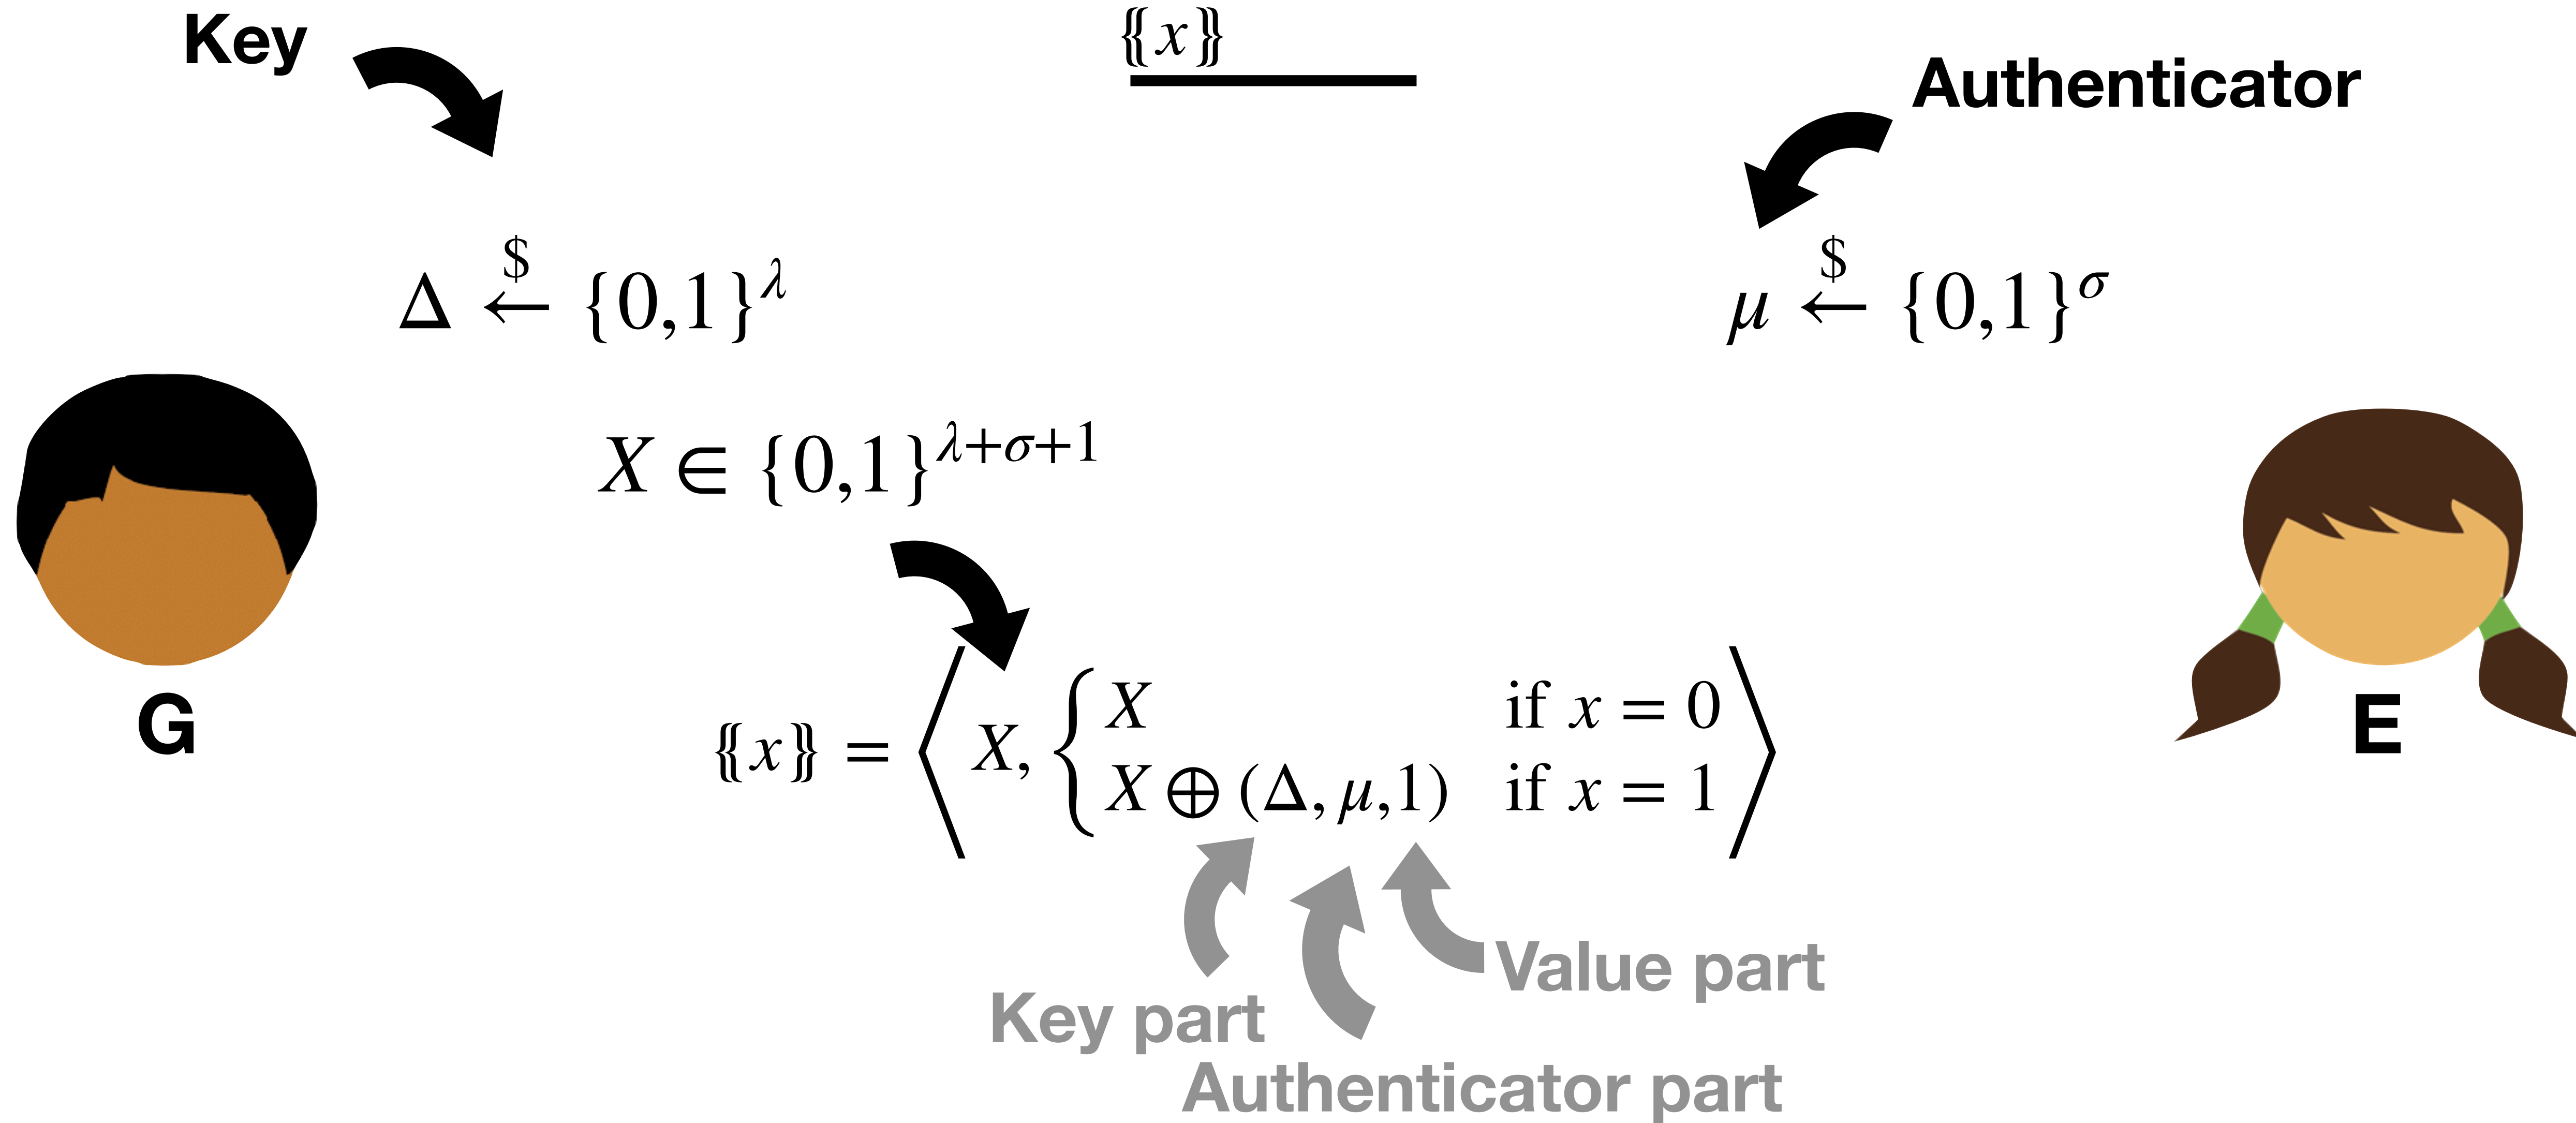 Key
{{x}}
Authenticator
Δ ←$ {0,1}^λ
μ ←$ {0,1}^σ
X ∈ {0,1}^{λ+σ+1}
{{x}} = ⟨X, { X if x = 0
X ⊕ (Δ, μ,1) if x = 1 ⟩
G
E
Value part
Key part
Authenticator part